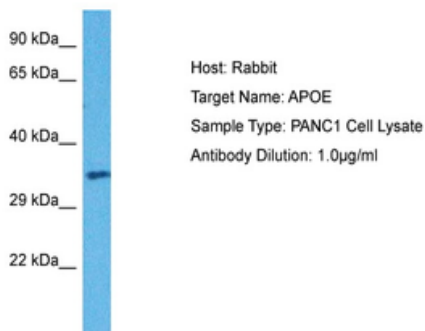 90 kDa__
65 kDa__
40 kDa__
29 kDa__
22 kDa__
Host: Rabbit
Target Name: APOE
Sample Type: PANC1 Cell Lysate
Antibody Dilution: 1.0μg/ml